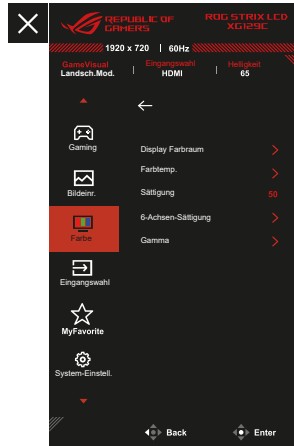 REPUBLIC OF
GAMERS
ROG STRIX LCD
XG129C
1920 x 720 | 60Hz
GameVisual
Landsch.Mod.
Eingangswahl
HDMI
Helligkeit
65
Gaming
Bildeinr.
Farbe
Eingangswahl
MyFavorite
System-Einstell.
Display Farbraum
Farbtemp.
Sättigung 50
6-Achsen-Sättigung
Gamma
Back
Enter